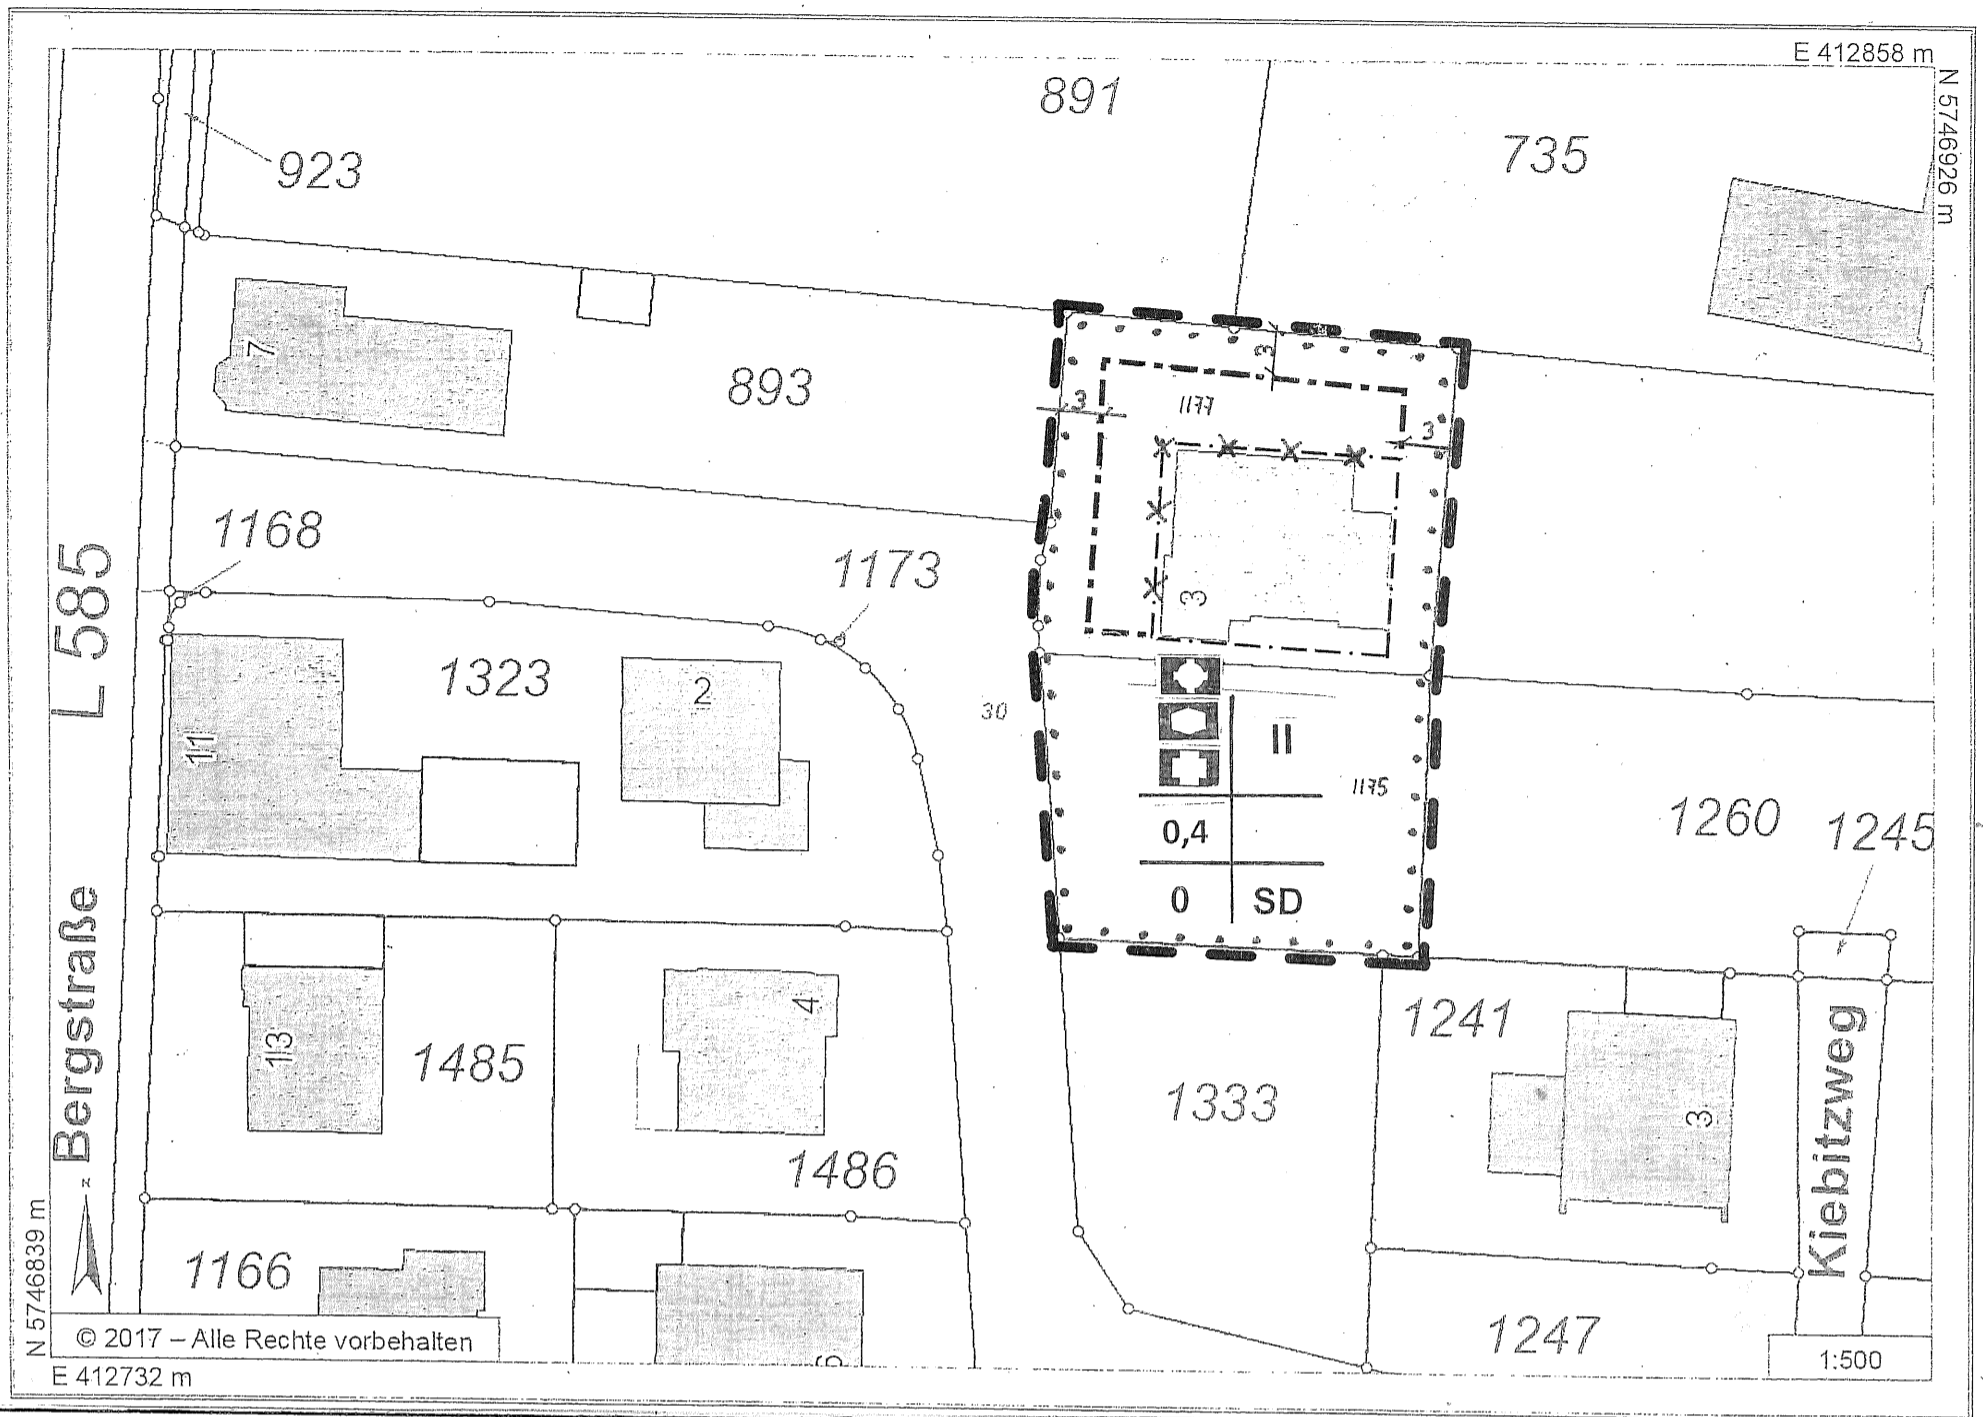 E 412858 m
N 5746926 m
891
735
923
7
893
3
3
1177
3
1168
1173
3
L 585
1323
2
11
30
II
1175
0,4
1260
1245
0
SD
Bergstraße
13
1485
4
1241
1333
3
Kiebitzweg
1486
N
N 5746839 m
1166
1247
© 2017 – Alle Rechte vorbehalten
1:500
E 412732 m